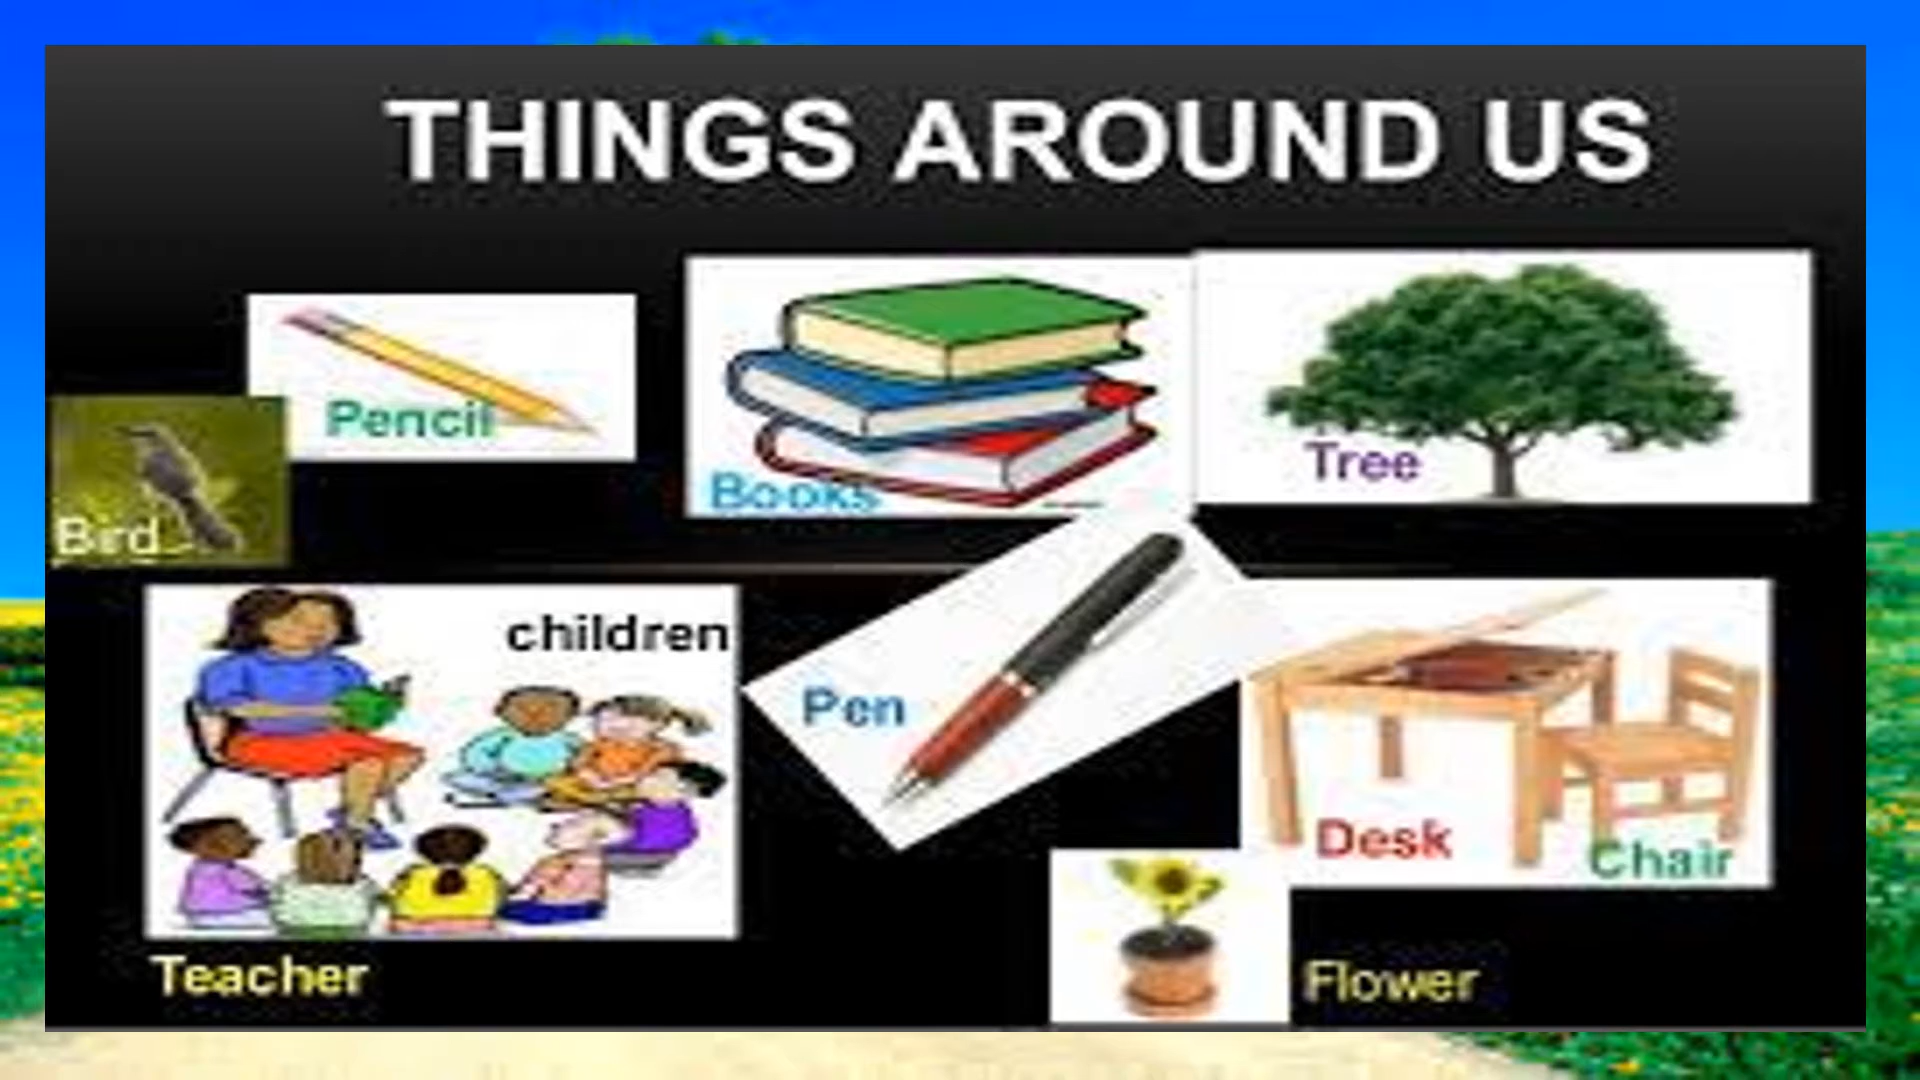 THINGS AROUND US
Pencil
Books
Tree
Bird
children
Pen
Desk
Chair
Teacher
Flower